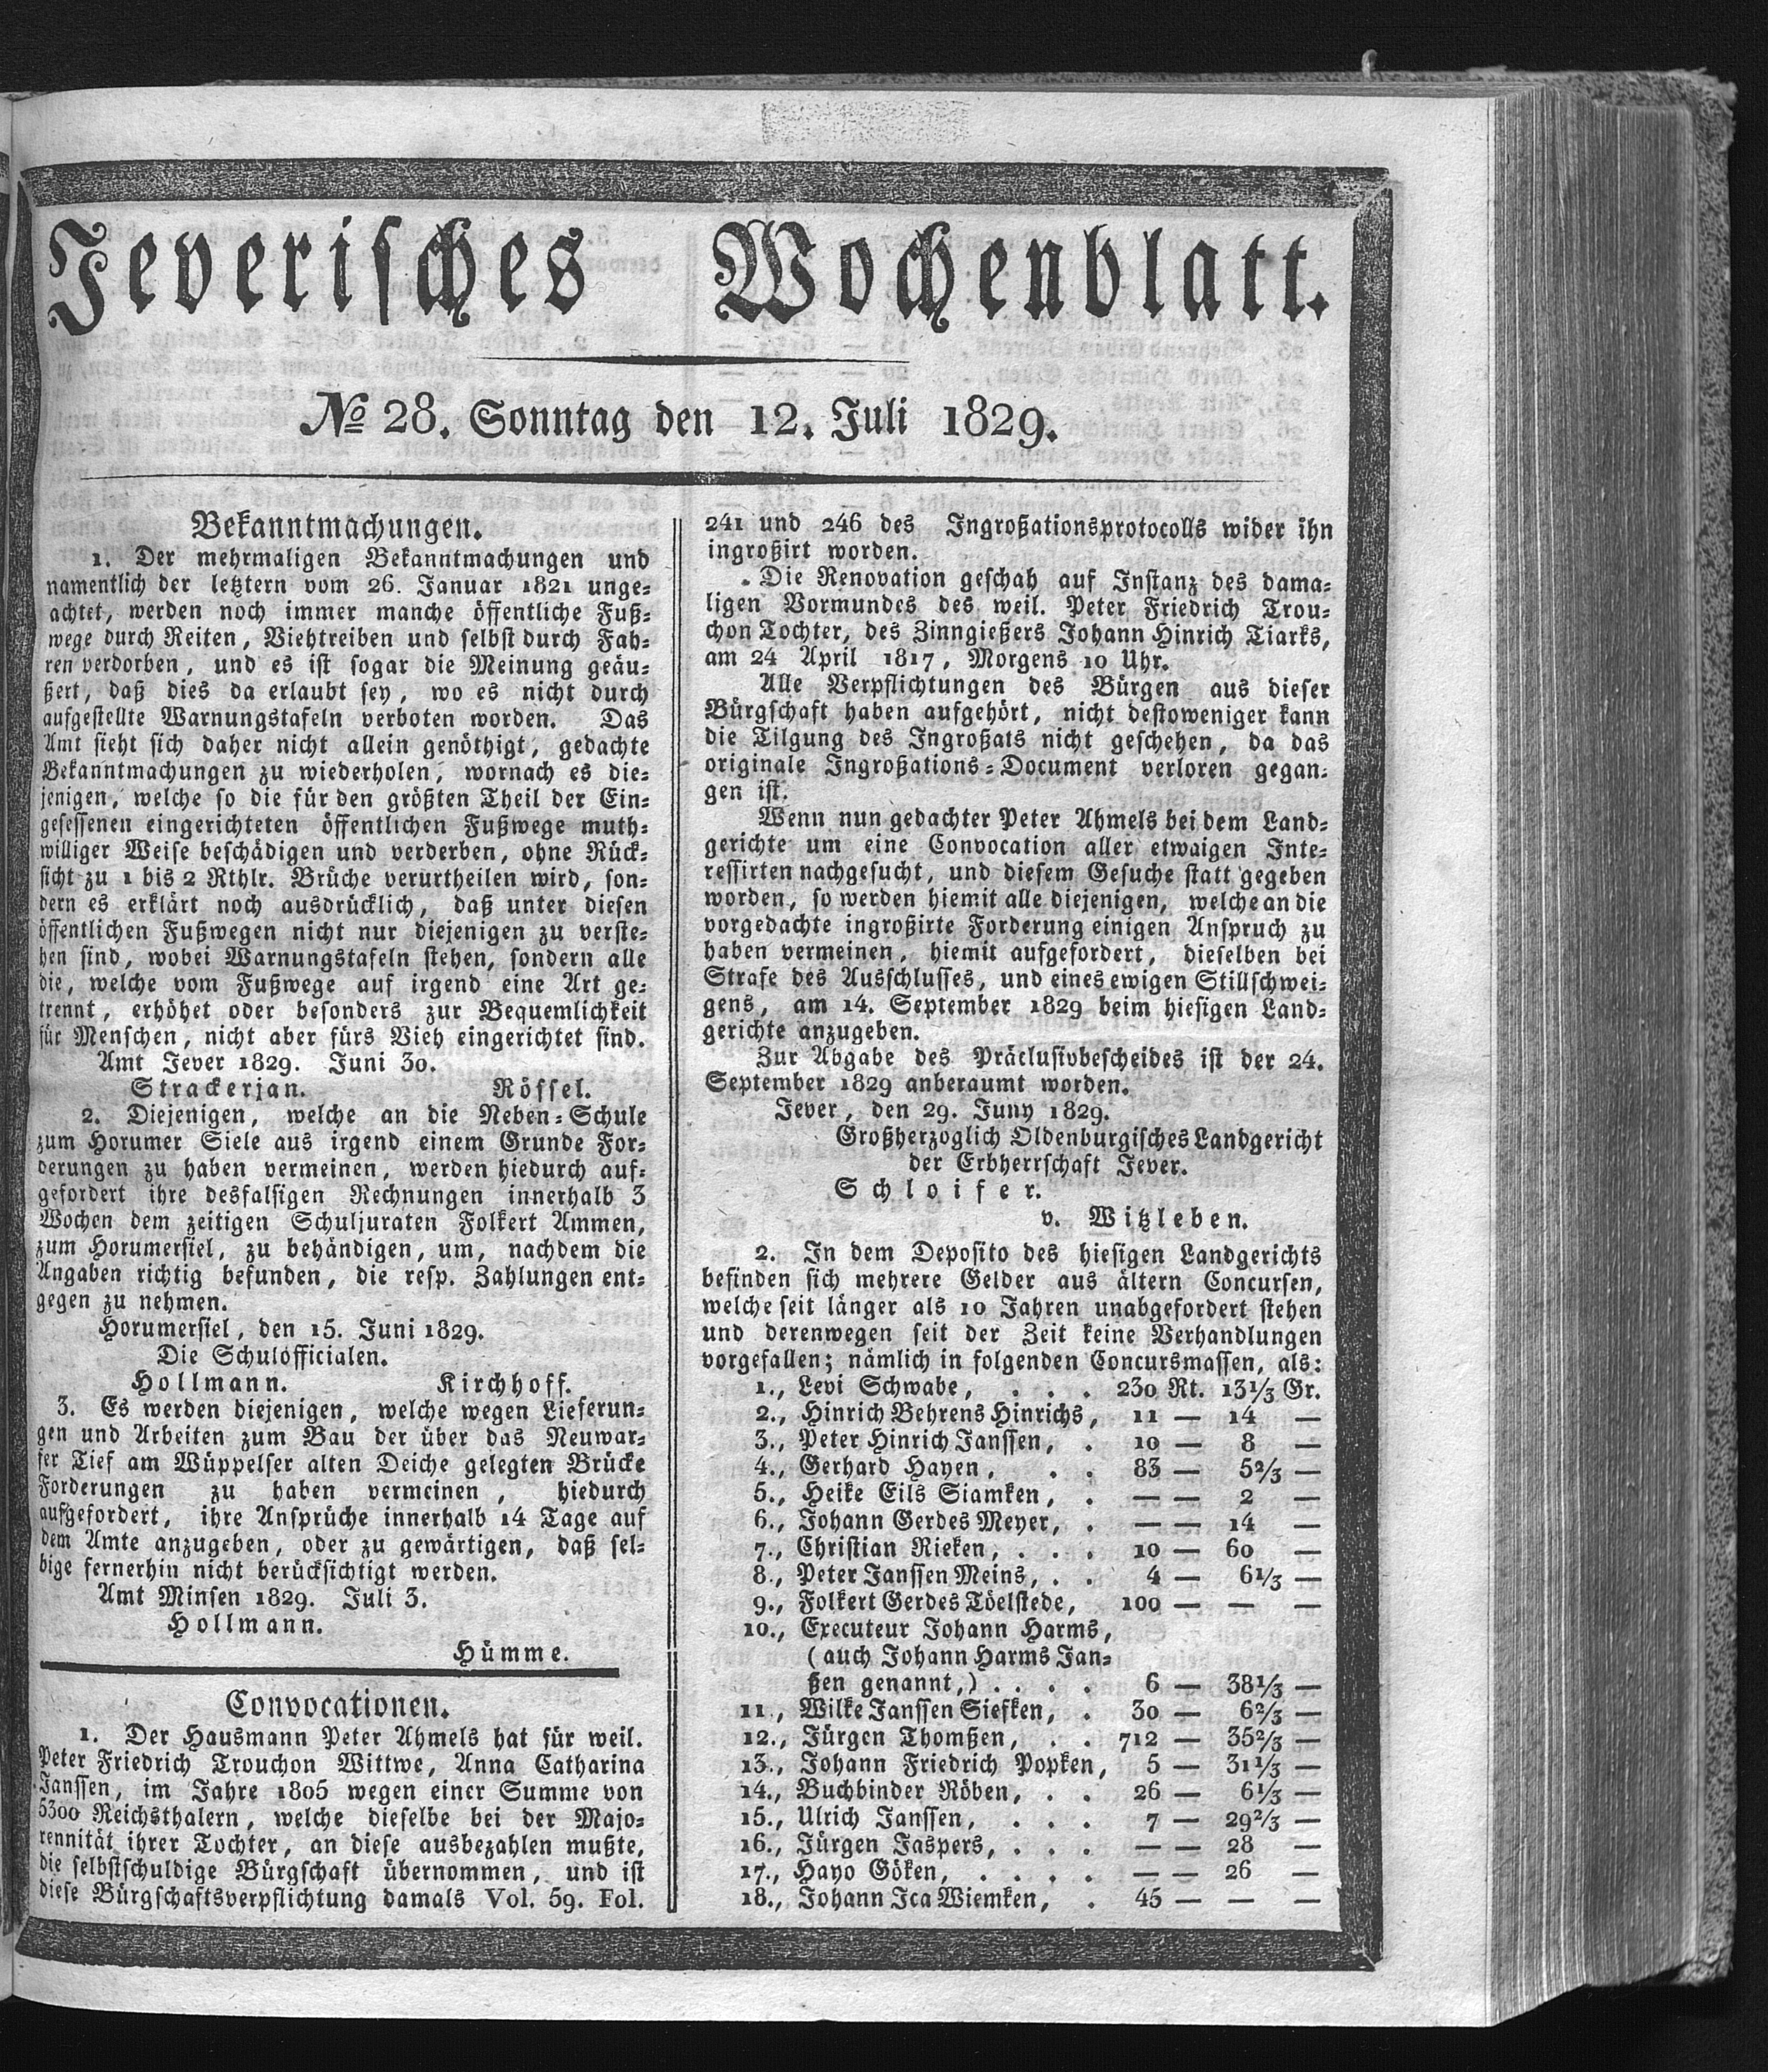 Jeverisches Wochenblatt.
No 28. Sonntag den 12. Juli 1829.
Bekanntmachungen.
1. Der mehrmaligen Bekanntmachungen und
namentlich der letztern vom 26. Januar 1821 unge-
achtet, werden noch immer manche öffentliche Fuß-
wege durch Reiten, Viehtreiben und selbst durch Fah-
ren verdorben, und es ist sogar die Meinung geäu-
ßert, daß dies da erlaubt sey, wo es nicht durch
aufgestellte Warnungstafeln verboten worden. Das
Amt sieht sich daher nicht allein genöthigt, gedachte
Bekanntmachungen zu wiederholen, wornach es die-
jenigen, welche so die für den größten Theil der Ein-
gesessenen eingerichteten öffentlichen Fußwege muth-
williger Weise beschädigen und verderben, ohne Rück-
sicht zu 1 bis 2 Rthlr. Brüche verurtheilen wird, son-
dern es erklärt noch ausdrücklich, daß unter diesen
öffentlichen Fußwegen nicht nur diejenigen zu verste-
hen sind, wobei Warnungstafeln stehen, sondern alle
die, welche vom Fußwege auf irgend eine Art ge-
trennt, erhöhet oder besonders zur Bequemlichkeit
für Menschen, nicht aber fürs Vieh eingerichtet sind.
Amt Jever 1829. Juni 30.
Strackerjan. Rössel.
2. Diejenigen, welche an die Neben-Schule
zum Horumer Siele aus irgend einem Grunde For-
derungen zu haben vermeinen, werden hiedurch auf-
gefordert ihre desfalsigen Rechnungen innerhalb 3
Wochen dem zeitigen Schuljuraten Folkert Ammen,
zum Horumersiel, zu behändigen, um, nachdem die
Angaben richtig befunden, die resp. Zahlungen ent-
gegen zu nehmen.
Horumersiel, den 15. Juni 1829.
Die Schulofficialen.
Hollmann. Kirchhoff.
3. Es werden diejenigen, welche wegen Lieferun-
gen und Arbeiten zum Bau der über das Neuwar-
fer Tief am Wüppelser alten Deiche gelegten Brücke
Forderungen zu haben vermeinen, hiedurch
aufgefordert, ihre Ansprüche innerhalb 14 Tage auf
dem Amte anzugeben, oder zu gewärtigen, daß sel-
bige fernerhin nicht berücksichtigt werden.
Amt Minsen 1829. Juli 3.
Hollmann.
Hümme.
Convocationen.
1. Der Hausmann Peter Ahmels hat für weil.
Peter Friedrich Trouchon Wittwe, Anna Catharina
Janssen, im Jahre 1805 wegen einer Summe von
5300 Reichsthalern, welche dieselbe bei der Majo-
rennität ihrer Tochter, an diese ausbezahlen mußte,
die selbstschuldige Bürgschaft übernommen, und ist
diese Bürgschaftsverpflichtung damals Vol. 59. Fol.
241 und 246 des Ingroßationsprotocolls wider ihn
ingroßirt worden.
Die Renovation geschah auf Instanz des dama-
ligen Vormundes des weil. Peter Friedrich Trou-
chon Tochter, des Zinngießers Johann Hinrich Tiarks,
am 24 April 1817, Morgens 10 Uhr.
Alle Verpflichtungen des Bürgen aus dieser
Bürgschaft haben aufgehört, nicht destoweniger kann
die Tilgung des Ingroßats nicht geschehen, da das
originale Ingroßations-Document verloren gegan-
gen ist.
Wenn nun gedachter Peter Ahmels bei dem Land-
gerichte um eine Convocation aller etwaigen Inte-
ressirten nachgesucht, und diesem Gesuche statt gegeben
worden, so werden hiemit alle diejenigen, welche an die
vorgedachte ingroßirte Forderung einigen Anspruch zu
haben vermeinen, hiemit aufgefordert, dieselben bei
Strafe des Ausschlusses, und eines ewigen Stillschwei-
gens, am 14. September 1829 beim hiesigen Land-
gerichte anzugeben.
Zur Abgabe des Präclusivbescheides ist der 24.
September 1829 anberaumt worden.
Jever, den 29. Juny 1829.
Großherzoglich Oldenburgisches Landgericht
der Erbherrschaft Jever.
Schloifer.
v. Witzleben.
2. In dem Deposito des hiesigen Landgerichts
befinden sich mehrere Gelder aus ältern Concursen,
welche seit länger als 10 Jahren unabgefordert stehen
und derenwegen seit der Zeit keine Verhandlungen
vorgefallen; nämlich in folgenden Concursmassen, als:
1., Levi Schwabe, . . . 230 Rt. 13⅓ Gr.
2., Hinrich Behrens Hinrichs, 11 — 14 —
3., Peter Hinrich Janssen, . 10 — 8 —
4., Gerhard Hayen, . . 83 — 5⅔ —
5., Heike Eils Siamken, . — — 2 —
6., Johann Gerdes Meyer, . — — 14 —
7., Christian Rieken, . . . 10 — 60 —
8., Peter Janssen Meins, . . 4 — 6⅓ —
9., Folkert Gerdes Töelstede, 100 — — —
10., Executeur Johann Harms,
(auch Johann Harms Jan-
ßen genannt,) . . . . 6 — 38⅓ —
11., Wilke Janssen Siefken, . 30 — 6⅔ —
12., Jürgen Thomßen, . . 712 — 35⅔ —
13., Johann Friedrich Popken, 5 — 31⅓ —
14., Buchbinder Röben, . . 26 — 6⅓ —
15., Ulrich Janssen, . . . 7 — 29⅔ —
16., Jürgen Jaspers, . . . — — 28 —
17., Hayo Göken, . . . . — — 26 —
18., Johann Ica Wiemken, . 45 — — —